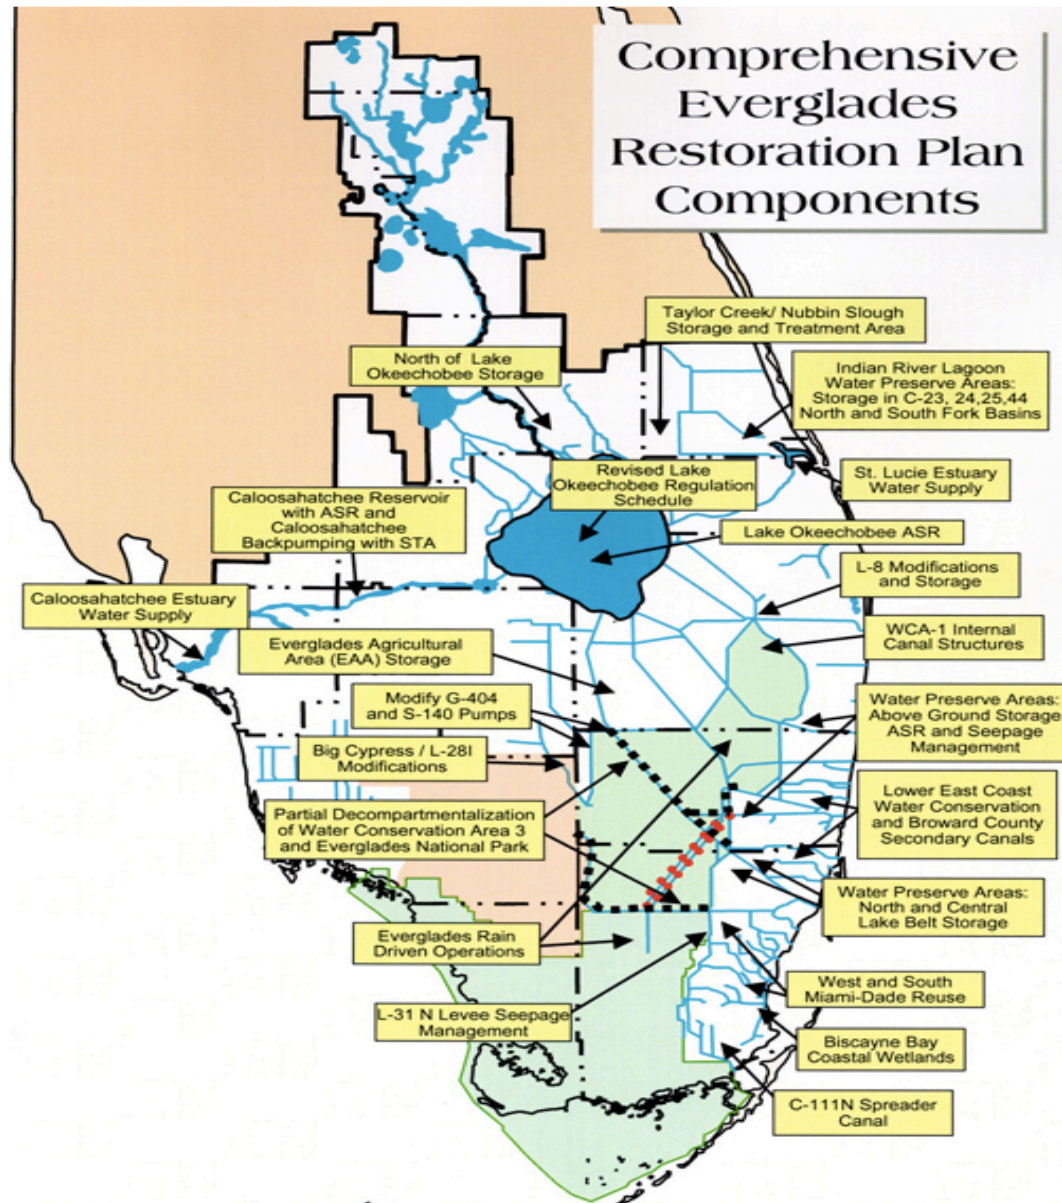 Comprehensive
Everglades
Restoration Plan
Components
Taylor Creek/ Nubbin Slough
Storage and Treatment Area
North of Lake
Okeechobee Storage
Indian River Lagoon
Water Preserve Areas:
Storage in C-23, 24,25,44
North and South Fork Basins
Revised Lake
Okeechobee Regulation
Schedule
St. Lucie Estuary
Water Supply
Caloosahatchee Reservoir
with ASR and
Caloosahatchee
Backpumping with STA
Lake Okeechobee ASR
L-8 Modifications
and Storage
Caloosahatchee Estuary
Water Supply
WCA-1 Internal
Canal Structures
Everglades Agricultural
Area (EAA) Storage
Modify G-404
and S-140 Pumps
Water Preserve Areas:
Above Ground Storage
ASR and Seepage
Management
Big Cypress / L-28I
Modifications
Lower East Coast
Water Conservation
and Broward County
Secondary Canals
Partial Decompartmentalization
of Water Conservation Area 3
and Everglades National Park
Water Preserve Areas:
North and Central
Lake Belt Storage
Everglades Rain
Driven Operations
West and South
Miami-Dade Reuse
L-31 N Levee Seepage
Management
Biscayne Bay
Coastal Wetlands
C-111N Spreader
Canal